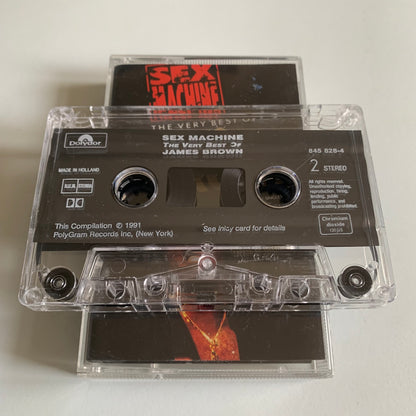 SEX
MACHINE
THE VERY BEST OF
Polydor
SEX MACHINE
THE VERY BEST OF
JAMES BROWN
845 828-4
MADE IN HOLLAND
2 STEREO
All rights reserved.
Unauthorised copying,
reproduction, hiring,
lending, public
performance, and
broadcasting prohibited.
This Compilation ℗ 1991
PolyGram Records Inc, (New York)
See inlay card for details
Chromium
dioxide